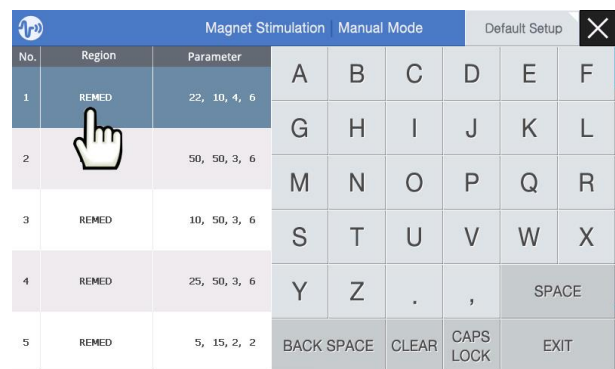 Magnet Stimulation | Manual Mode
Default Setup
No. Region Parameter
1 REMED 22, 10, 4, 6
2 50, 50, 3, 6
3 REMED 10, 50, 3, 6
4 REMED 25, 50, 3, 6
5 REMED 5, 15, 2, 2
A B C D E F
G H I J K L
M N O P Q R
S T U V W X
Y Z . , SPACE
BACK SPACE CLEAR CAPS LOCK EXIT